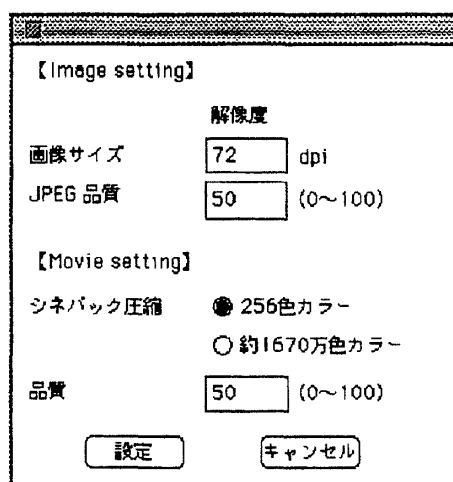 【Image setting】
解像度
画像サイズ 72 dpi
JPEG 品質 50 (0～100)
【Movie setting】
シネパック圧縮 256色カラー
約1670万色カラー
品質 50 (0～100)
設定 キャンセル